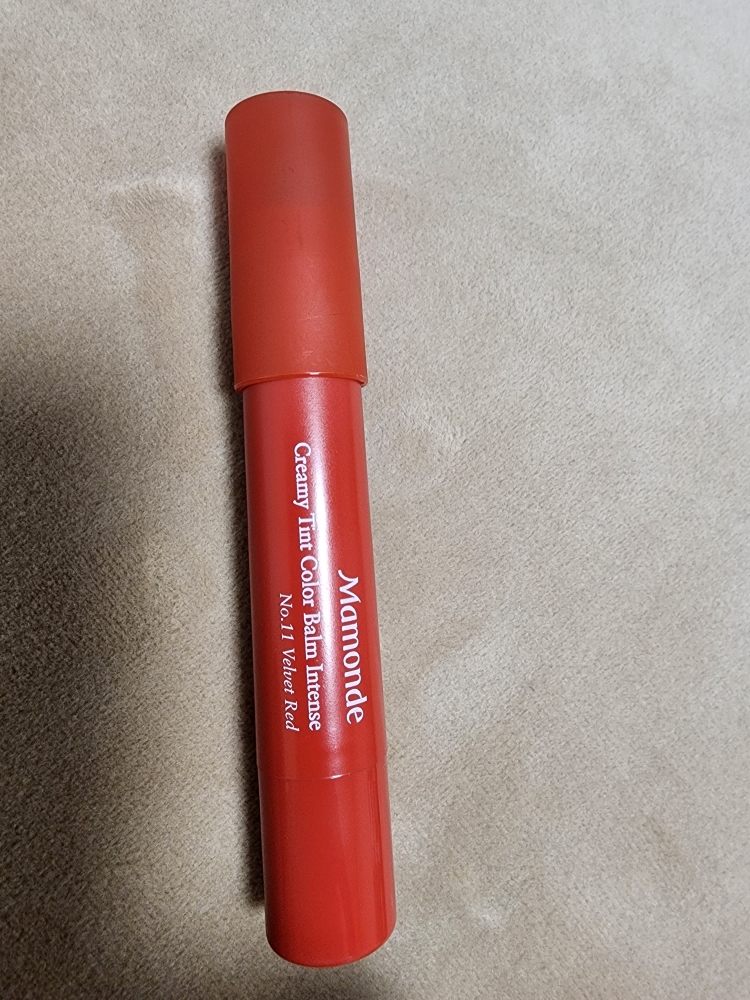 Mamonde
Creamy Tint Color Balm Intense
No.11 Velvet Red